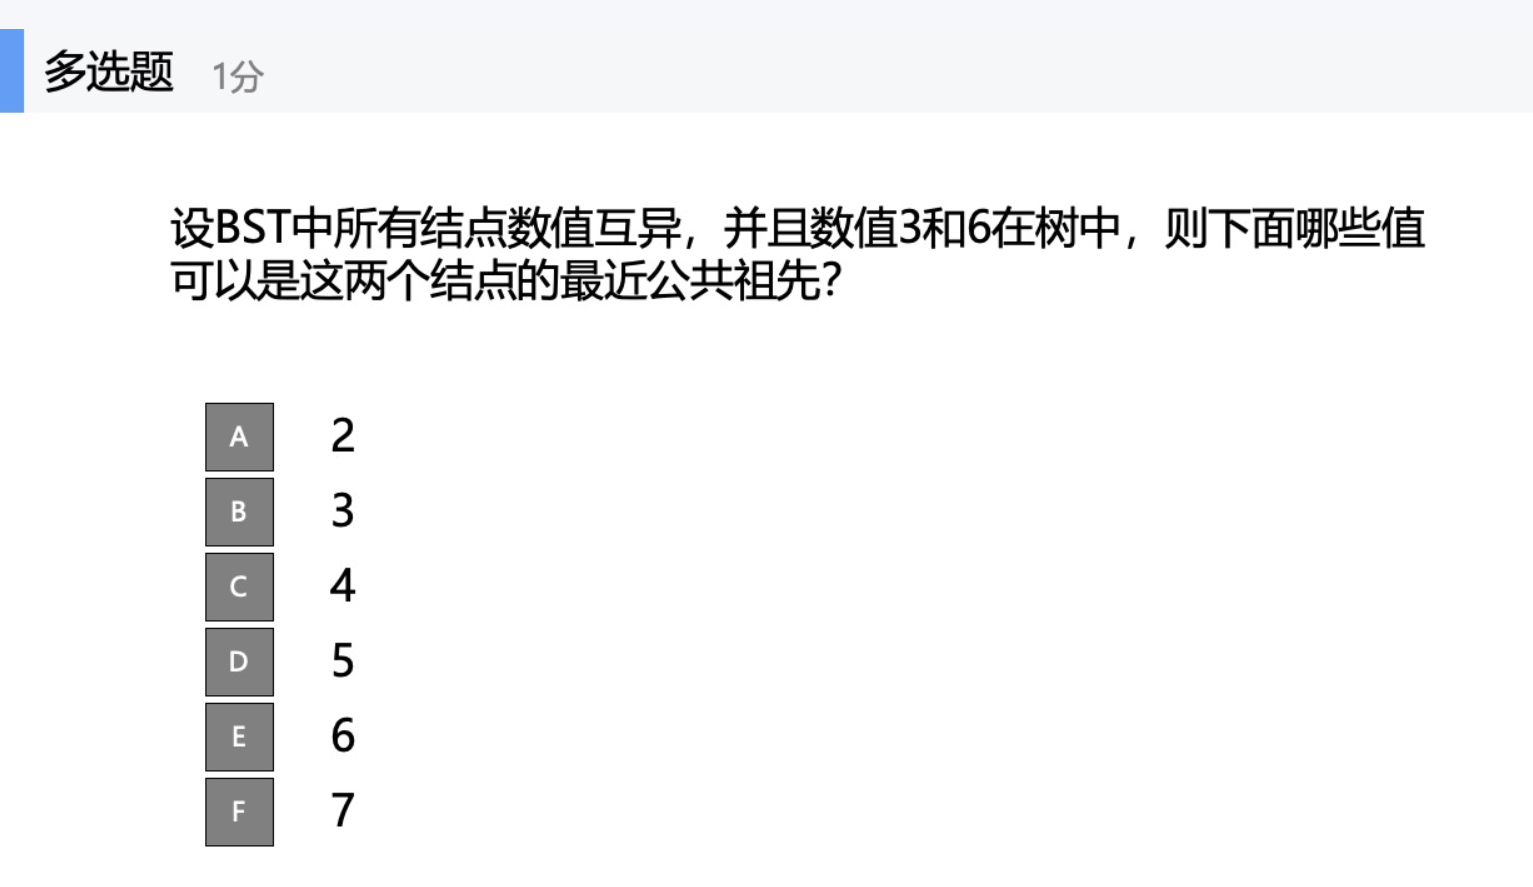 多选题 1分
设BST中所有结点数值互异，并且数值3和6在树中，则下面哪些值
可以是这两个结点的最近公共祖先？
A 2
B 3
C 4
D 5
E 6
F 7